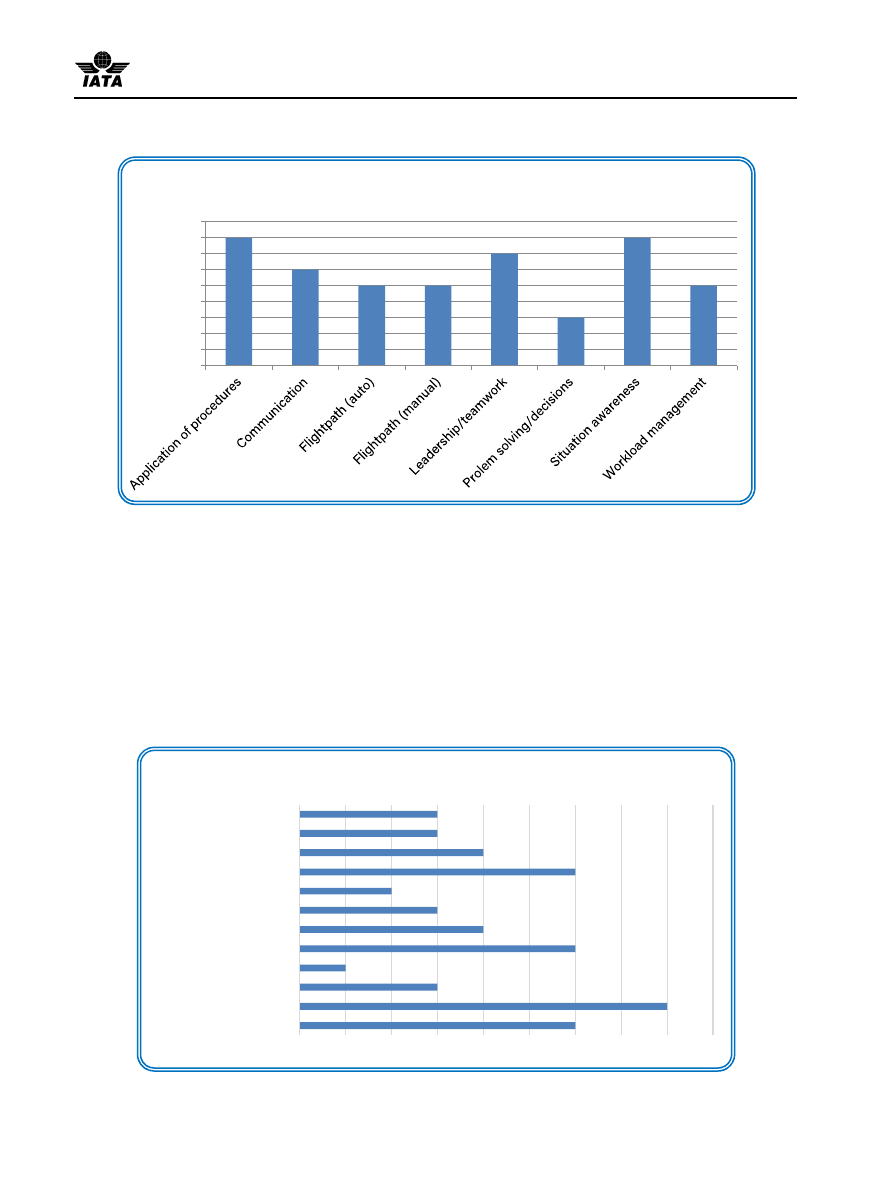 IATA
Application of procedures
Communication
Flightpath (auto)
Flightpath (manual)
Leadership/teamwork
Prolem solving/decisions
Situation awareness
Workload management